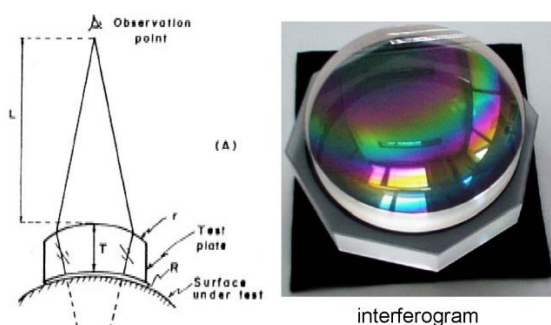 Observation
point
L
(A)
r
T
Test
plate
R
Surface
under test
interferogram